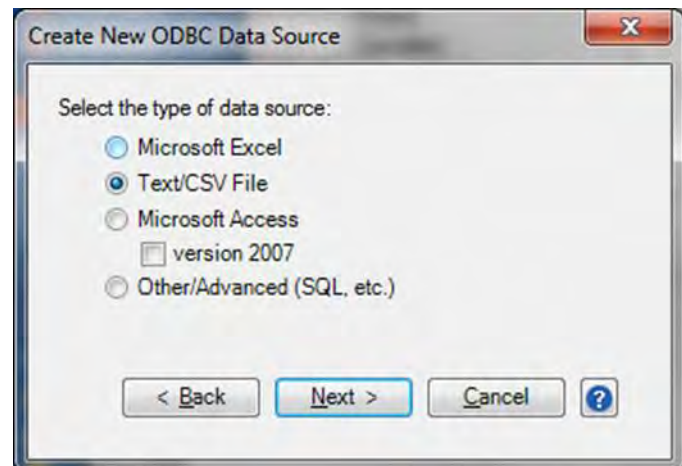 Create New ODBC Data Source
Select the type of data source:
Microsoft Excel
Text/CSV File
Microsoft Access
version 2007
Other/Advanced (SQL, etc.)
< Back
Next >
Cancel
?